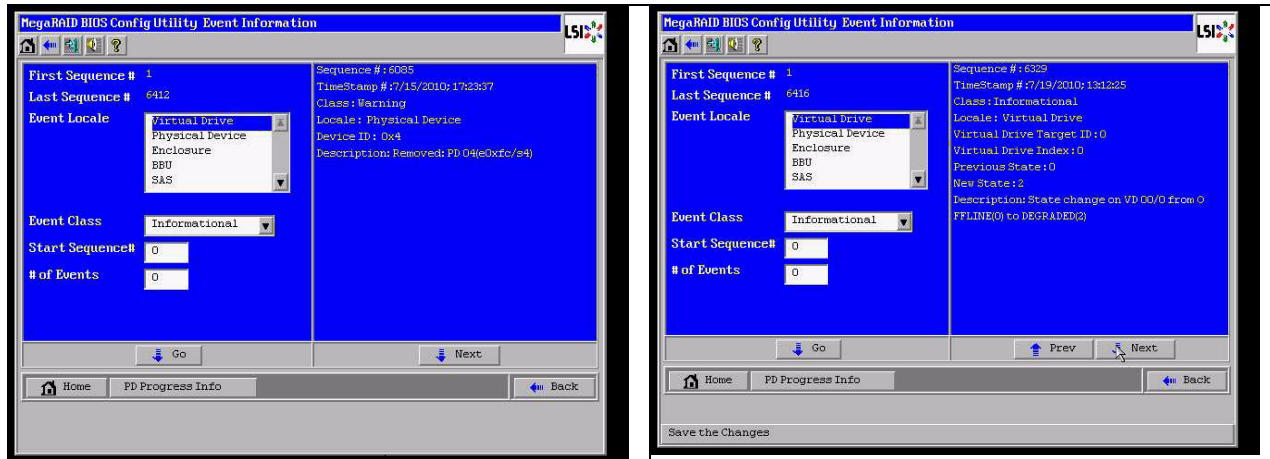 MegaRAID BIOS Config Utility Event Information
LSI
First Sequence # 1
Last Sequence # 6412
Event Locale
Virtual Drive
Physical Device
Enclosure
BBU
SAS
Event Class Informational
Start Sequence# 0
# of Events 0
Go
Sequence #:6085
TimeStamp #:7/15/2010; 17:23:37
Class: Warning
Locale: Physical Device
Device ID: 0x4
Description: Removed: PD 04(e0xfc/s4)
Next
Home
PD Progress Info
Back
MegaRAID BIOS Config Utility Event Information
LSI
First Sequence # 1
Last Sequence # 6416
Event Locale
Virtual Drive
Physical Device
Enclosure
BBU
SAS
Event Class Informational
Start Sequence# 0
# of Events 0
Go
Sequence #:6329
TimeStamp #:7/19/2010; 13:12:25
Class: Informational
Locale: Virtual Drive
Virtual Drive Target ID: 0
Virtual Drive Index: 0
Previous State: 0
New State: 2
Description: State change on VD 00/0 from O
FFLINE(0) to DEGRADED(2)
Prev
Next
Home
PD Progress Info
Back
Save the Changes